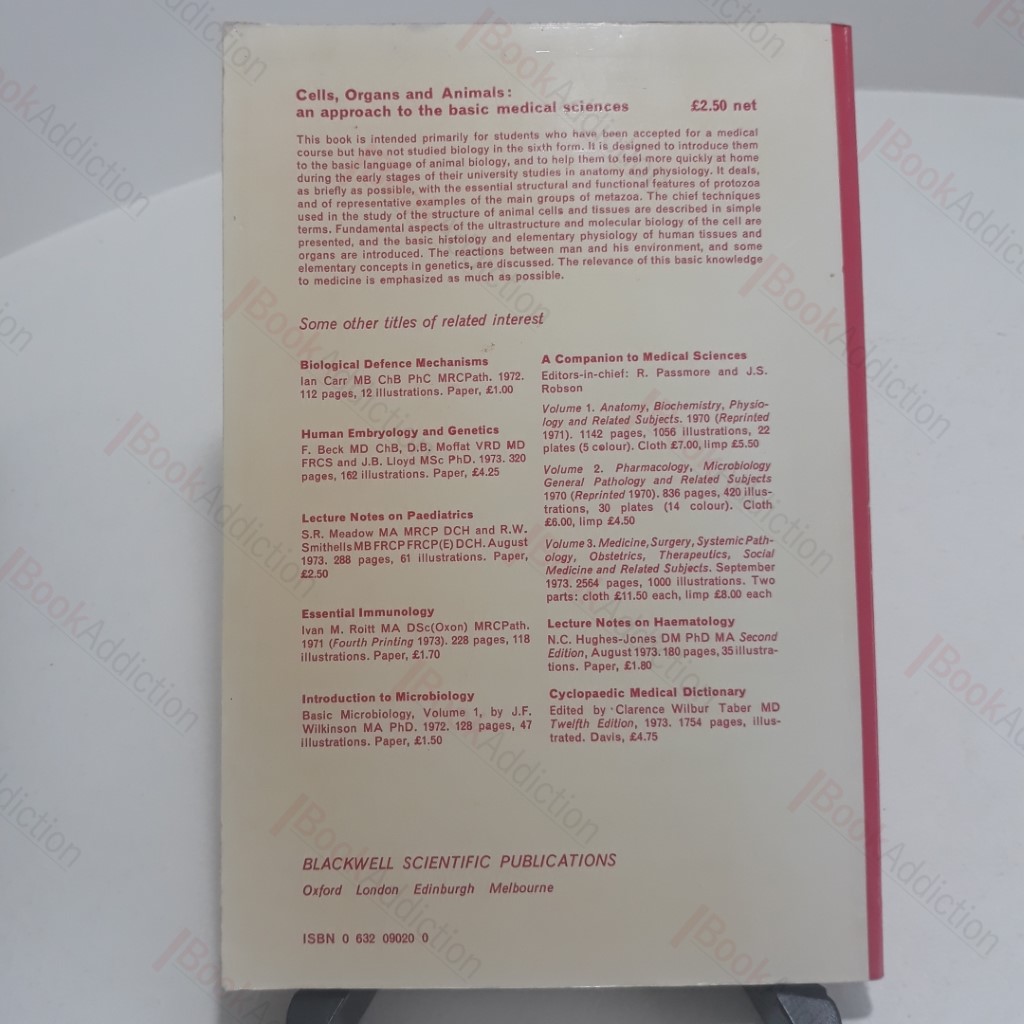 Cells, Organs and Animals:
an approach to the basic medical sciences £2.50 net
This book is intended primarily for students who have been accepted for a medical
course but have not studied biology in the sixth form. It is designed to introduce them
to the basic language of animal biology, and to help them to feel more quickly at home
during the early stages of their university studies in anatomy and physiology. It deals,
as briefly as possible, with the essential structural and functional features of protozoa
and of representative examples of the main groups of metazoa. The chief techniques
used in the study of the structure of animal cells and tissues are described in simple
terms. Fundamental aspects of the ultrastructure and molecular biology of the cell are
presented, and the basic histology and elementary physiology of human tissues and
organs are introduced. The reactions between man and his environment, and some
elementary concepts in genetics, are discussed. The relevance of this basic knowledge
to medicine is emphasized as much as possible.
Some other titles of related interest
Biological Defence Mechanisms
Ian Carr MB ChB PhC MRCPath. 1972.
112 pages, 12 illustrations. Paper, £1.00
Human Embryology and Genetics
F. Beck MD ChB, D.B. Moffat VRD MD
FRCS and J.B. Lloyd MSc PhD. 1973. 320
pages, 162 illustrations. Paper, £4.25
Lecture Notes on Paediatrics
S.R. Meadow MA MRCP DCH and R.W.
Smithells MB FRCP FRCP(E) DCH. August
1973. 288 pages, 61 illustrations. Paper,
£2.50
Essential Immunology
Ivan M. Roitt MA DSc(Oxon) MRCPath.
1971 (Fourth Printing 1973). 228 pages, 118
illustrations. Paper, £1.70
Introduction to Microbiology
Basic Microbiology, Volume 1, by J.F.
Wilkinson MA PhD. 1972. 128 pages, 47
illustrations. Paper, £1.50
A Companion to Medical Sciences
Editors-in-chief: R. Passmore and J.S.
Robson
Volume 1. Anatomy, Biochemistry, Physio-
logy and Related Subjects. 1970 (Reprinted
1971). 1142 pages, 1056 illustrations, 22
plates (5 colour). Cloth £7.00, limp £5.50
Volume 2. Pharmacology, Microbiology
General Pathology and Related Subjects
1970 (Reprinted 1970). 836 pages, 420 illus-
trations, 30 plates (14 colour). Cloth
£6.00, limp £4.50
Volume 3. Medicine, Surgery, Systemic Path-
ology, Obstetrics, Therapeutics, Social
Medicine and Related Subjects. September
1973. 2564 pages, 1000 illustrations. Two
parts: cloth £11.50 each, limp £8.00 each
Lecture Notes on Haematology
N.C. Hughes-Jones DM PhD MA Second
Edition, August 1973. 180 pages, 35 illustra-
tions. Paper, £1.80
Cyclopaedic Medical Dictionary
Edited by Clarence Wilbur Taber MD
Twelfth Edition, 1973. 1754 pages, illus-
trated. Davis, £4.75
BLACKWELL SCIENTIFIC PUBLICATIONS
Oxford London Edinburgh Melbourne
ISBN 0 632 09020 0
BookAddiction